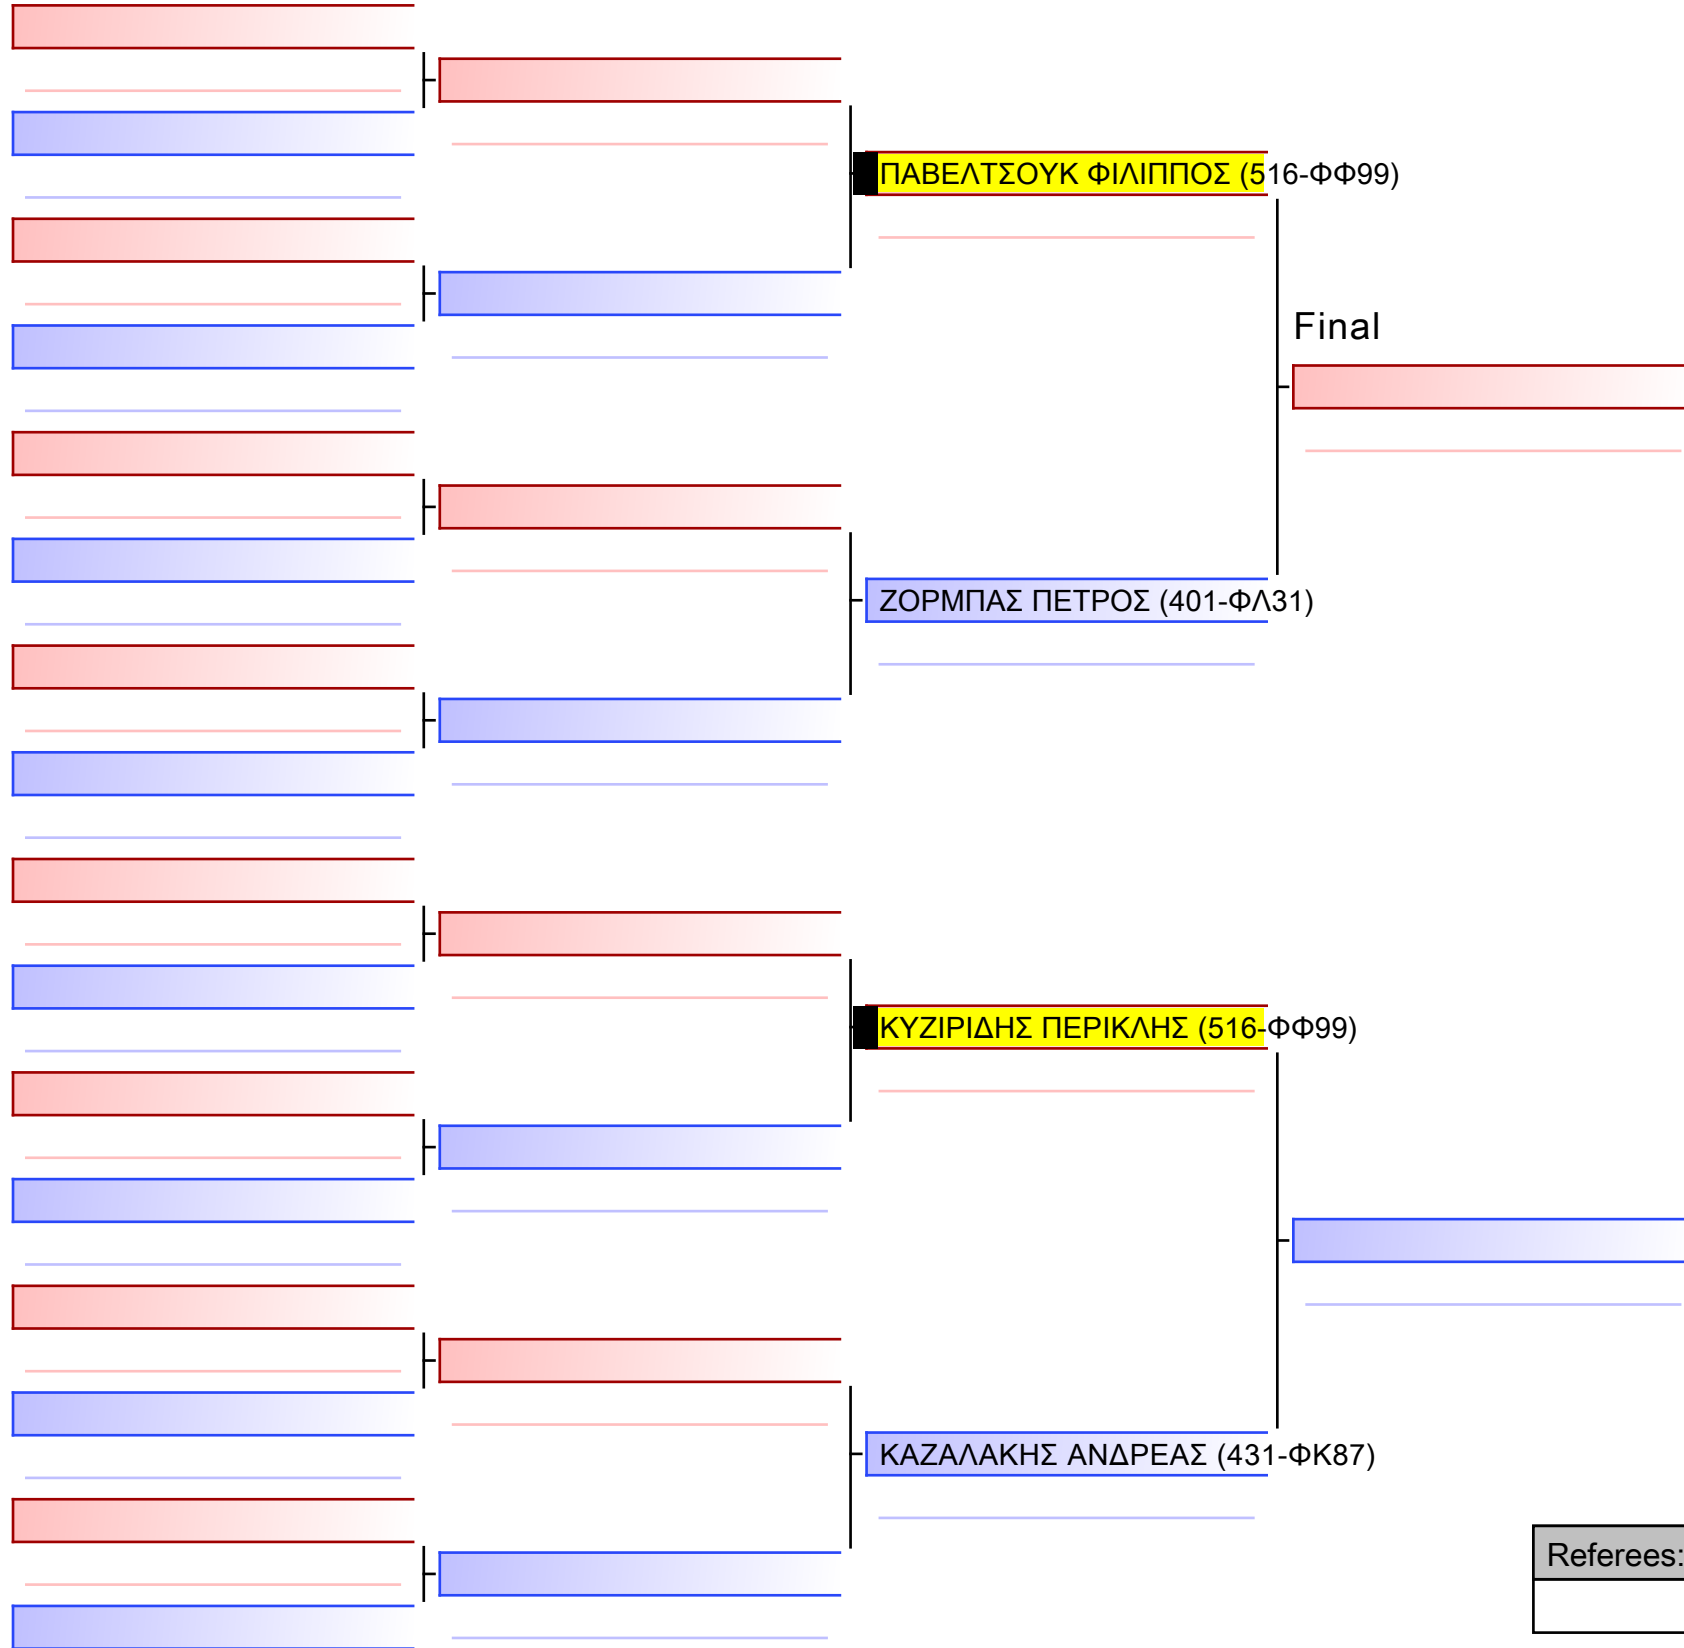 ΠΑΒΕΛΤΣΟΥΚ ΦΙΛΙΠΠΟΣ (516-ΦΦ99)
Final
ΖΟΡΜΠΑΣ ΠΕΤΡΟΣ (401-ΦΛ31)
ΚΥΖΙΡΙΔΗΣ ΠΕΡΙΚΛΗΣ (516-ΦΦ99)
ΚΑΖΑΛΑΚΗΣ ΑΝΔΡΕΑΣ (431-ΦΚ87)
Referees: